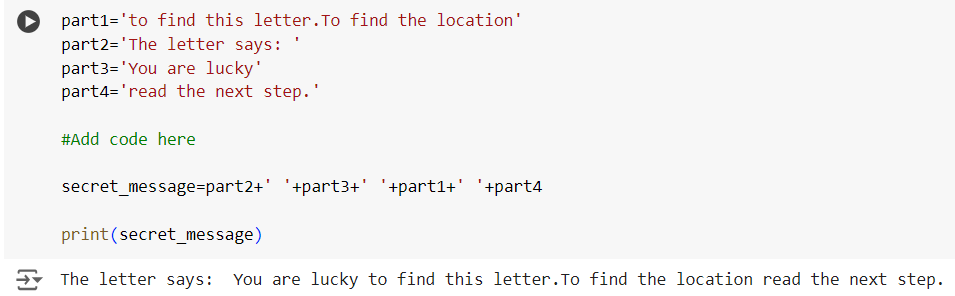 part1='to find this letter.To find the location'
part2='The letter says: '
part3='You are lucky'
part4='read the next step.'
#Add code here
secret_message=part2+' '+part3+' '+part1+' '+part4
print(secret_message)
The letter says:  You are lucky to find this letter.To find the location read the next step.